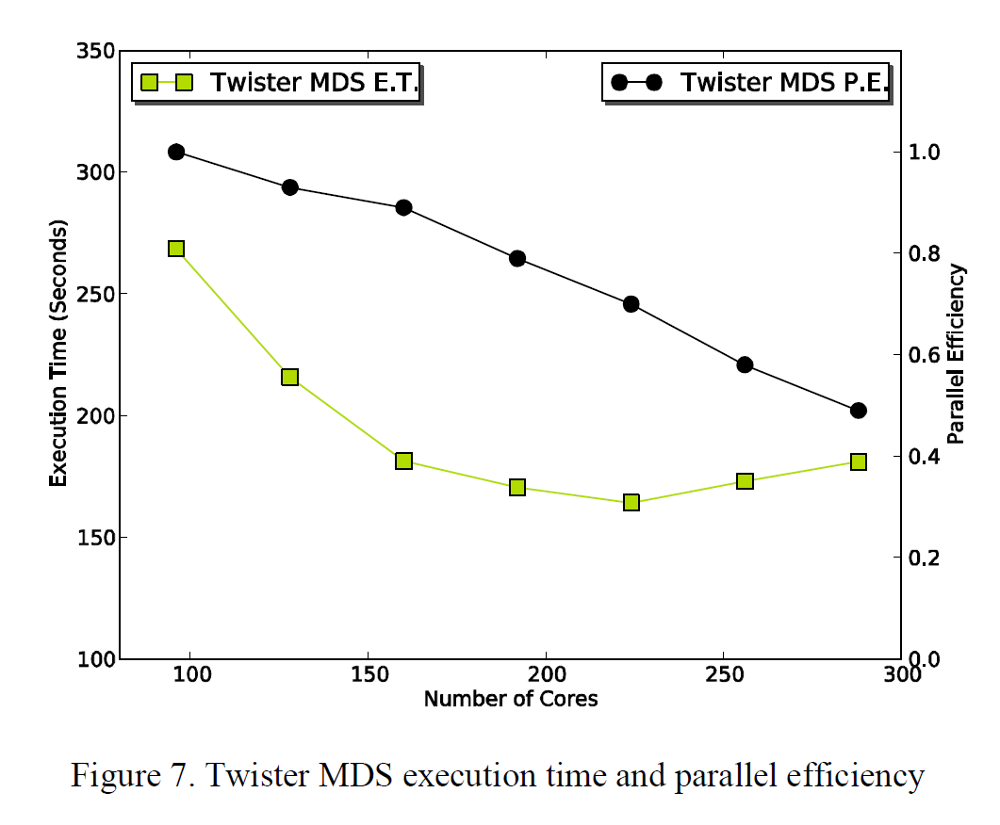 350
Twister MDS E.T.
Twister MDS P.E.
300
250
200
150
100
Execution Time (Seconds)
1.0
0.8
0.6
0.4
0.2
0.0
Parallel Efficiency
100
150
200
250
300
Number of Cores
Figure 7. Twister MDS execution time and parallel efficiency